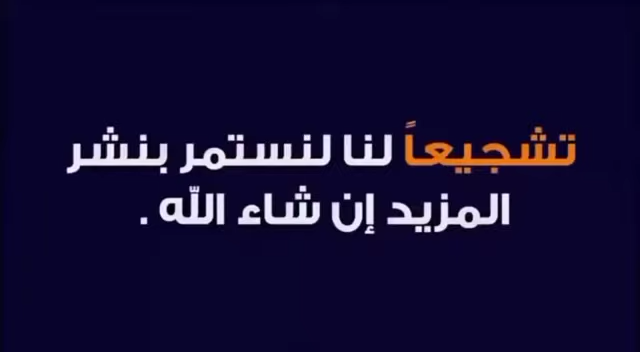 تشجيعاً لنا لنستمر بنشر
المزيد إن شاء الله .